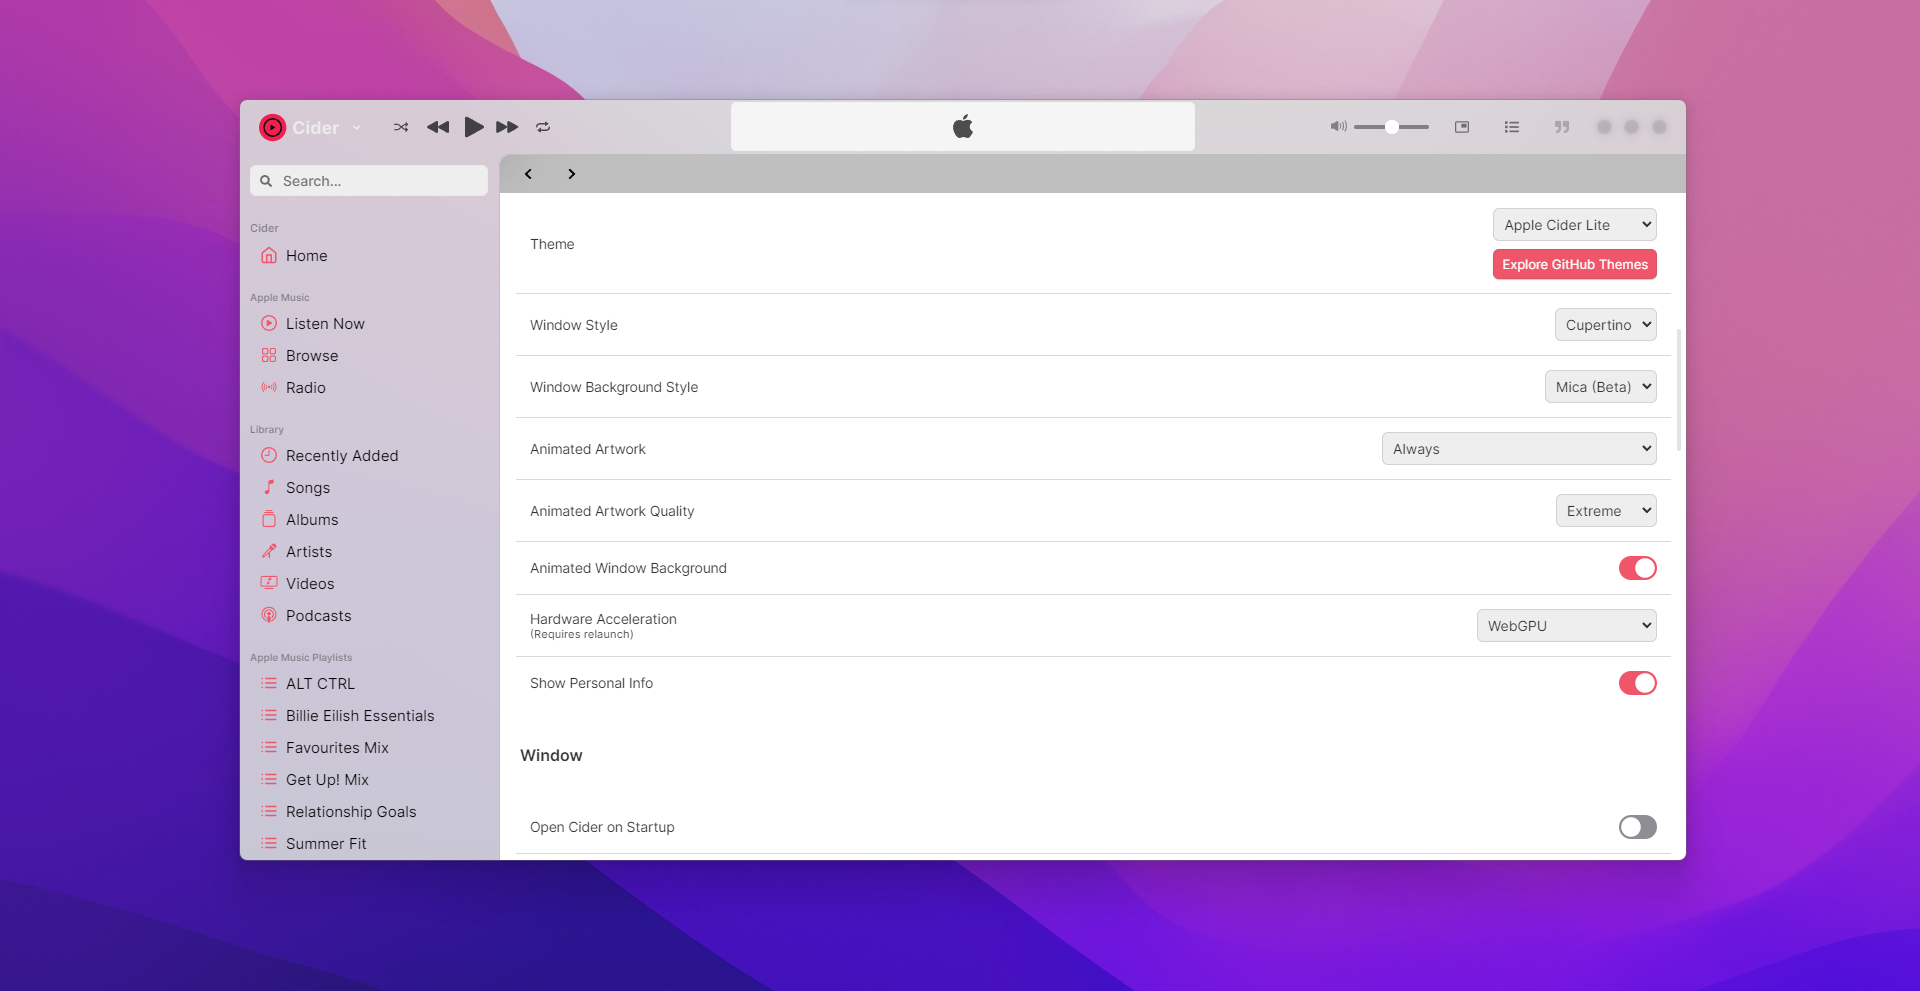 Cider
Search...
Cider
Home
Apple Music
Listen Now
Browse
Radio
Library
Recently Added
Songs
Albums
Artists
Videos
Podcasts
Apple Music Playlists
ALT CTRL
Billie Eilish Essentials
Favourites Mix
Get Up! Mix
Relationship Goals
Summer Fit
Theme
Apple Cider Lite
Explore GitHub Themes
Window Style
Cupertino
Window Background Style
Mica (Beta)
Animated Artwork
Always
Animated Artwork Quality
Extreme
Animated Window Background
Hardware Acceleration
(Requires relaunch)
WebGPU
Show Personal Info
Window
Open Cider on Startup